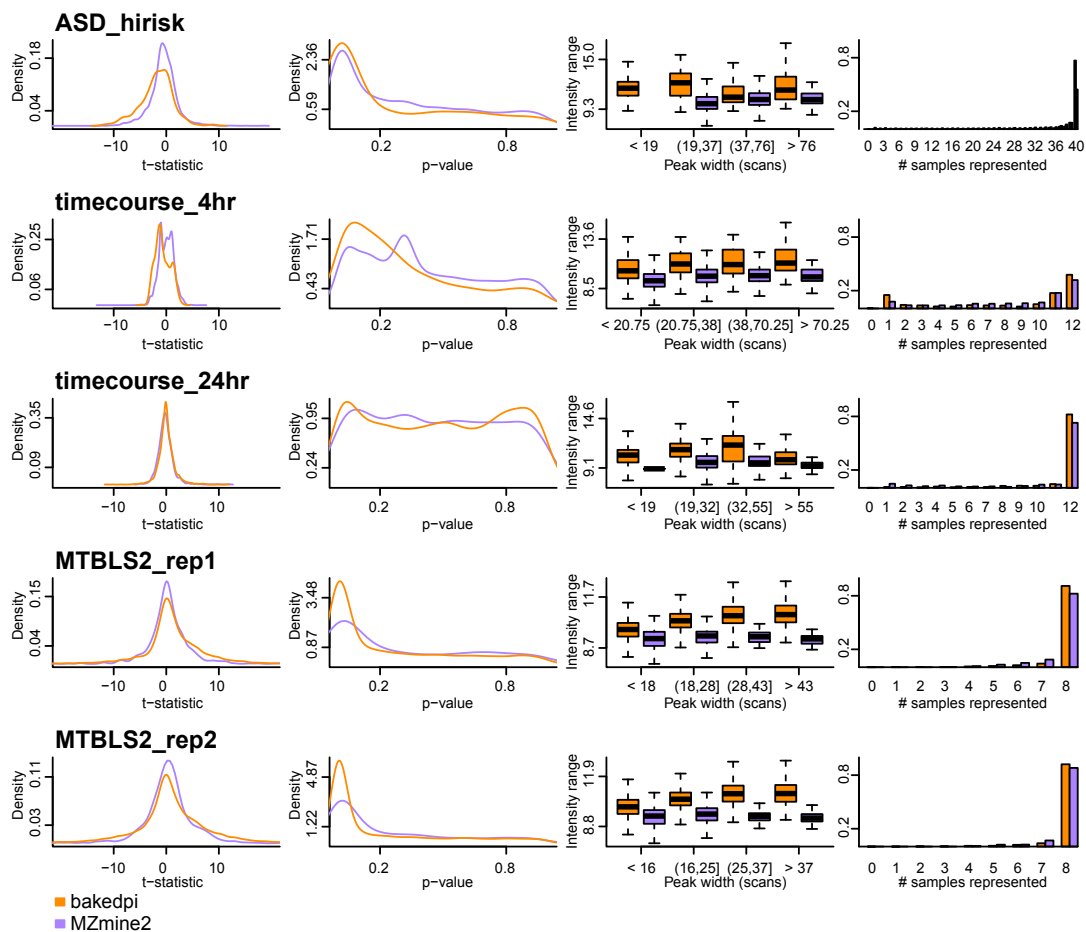 ASD_hirisk
Density
0.04 0.18
−10 0 10
t−statistic
Density
0.59 2.36
0.2 0.8
p−value
Intensity range
9.3 15.0
< 19 (19,37] (37,76] > 76
Peak width (scans)
0.2 0.8
0 2 4 6 8 10 12 14 16 20 24 28 32 36 40
# samples represented
timecourse_4hr
Density
0.06 0.25
−10 0 10
t−statistic
Density
0.43 1.71
0.2 0.8
p−value
Intensity range
8.5 13.6
< 20.75 (20.75,38] (38,70.25] > 70.25
Peak width (scans)
0.2 0.8
0 1 2 3 4 5 6 7 8 9 10 12
# samples represented
timecourse_24hr
Density
0.09 0.35
−10 0 10
t−statistic
Density
0.24 0.95
0.2 0.8
p−value
Intensity range
9.1 14.6
< 19 (19,32] (32,55] > 55
Peak width (scans)
0.2 0.8
0 1 2 3 4 5 6 7 8 9 10 12
# samples represented
MTBLS2_rep1
Density
0.04 0.15
−10 0 10
t−statistic
Density
0.87 3.48
0.2 0.8
p−value
Intensity range
8.7 11.7
< 18 (18,28] (28,43] > 43
Peak width (scans)
0.2 0.8
0 1 2 3 4 5 6 7 8
# samples represented
MTBLS2_rep2
Density
0.03 0.11
−10 0 10
t−statistic
Density
1.22 4.87
0.2 0.8
p−value
Intensity range
8.8 11.9
< 16 (16,25] (25,37] > 37
Peak width (scans)
0.2 0.8
0 1 2 3 4 5 6 7 8
# samples represented
bakedpi
MZmine2